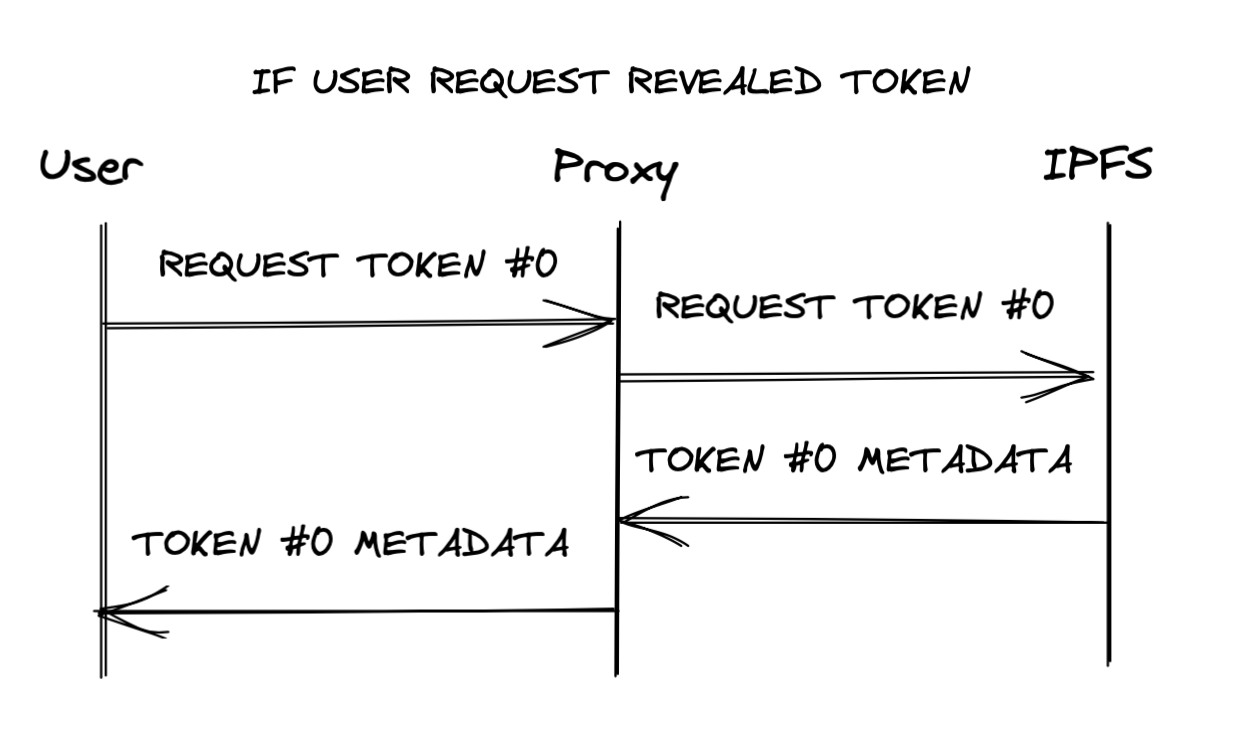 IF USER REQUEST REVEALED TOKEN
User
Proxy
IPFS
REQUEST TOKEN #0
REQUEST TOKEN #0
TOKEN #0 METADATA
TOKEN #0 METADATA